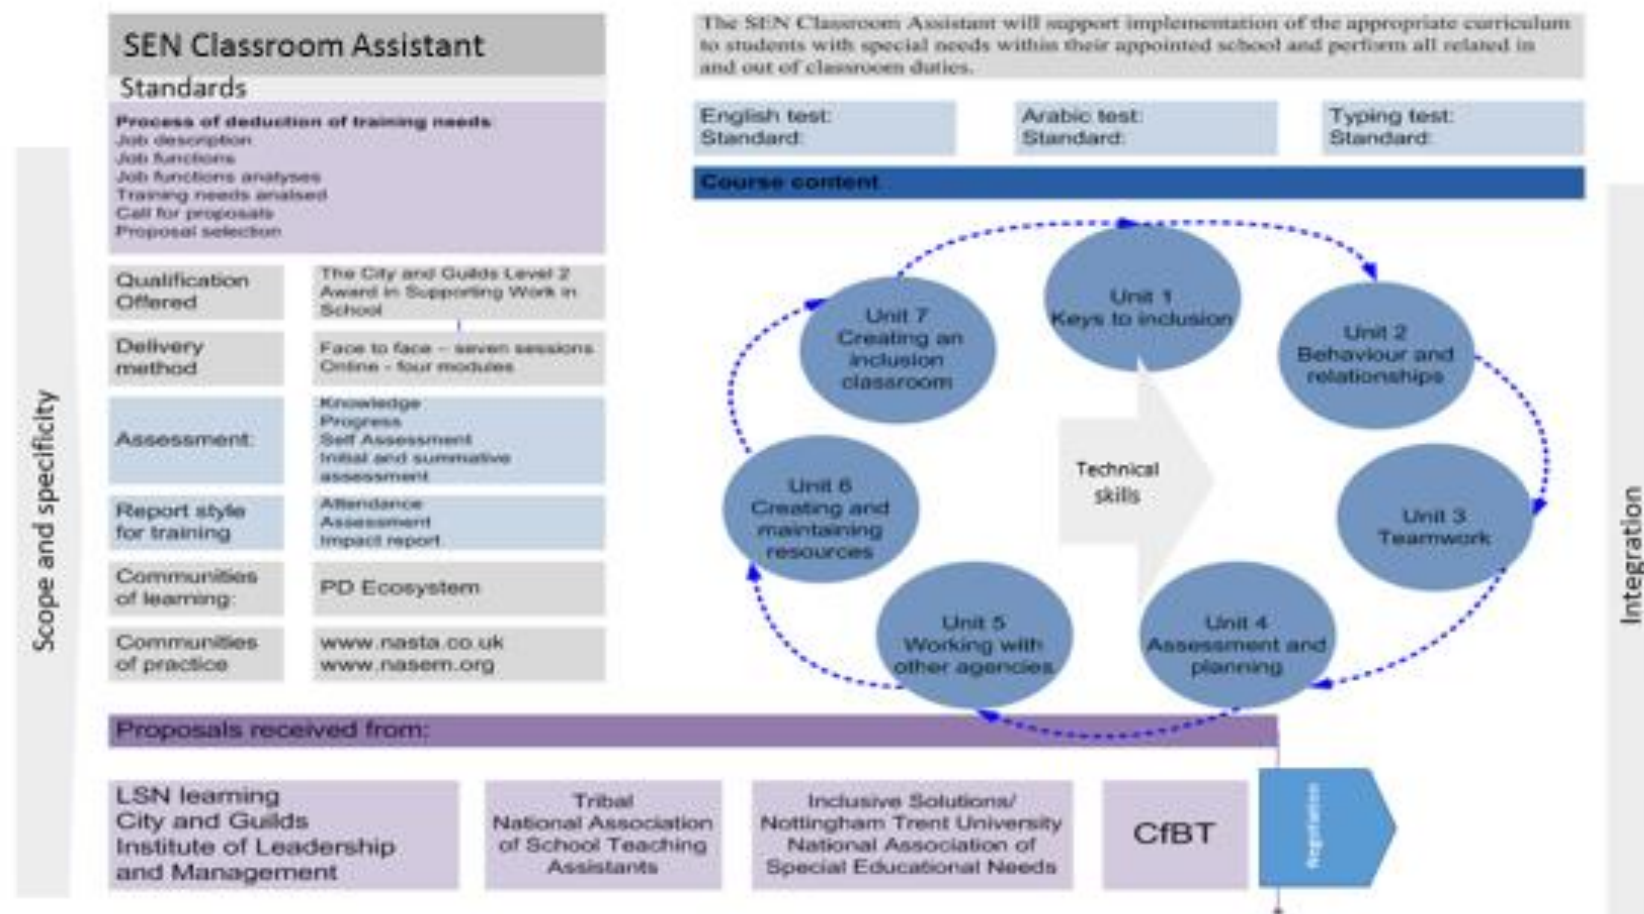 SEN Classroom Assistant
Standards
Process of deduction of training needs:
Job description
Job functions
Job functions analyses
Training needs analised
Call for proposals
Proposal selection
Qualification
Offered
The City and Guilds Level 2
Award in Supporting Work in
School
Delivery
method
Face to face – seven sessions
Online - four modules
Assessment:
Knowledge
Progress
Self Assessment
Initial and summative
assessment
Report style
for training
Attendance
Assessment
Impact report
Communities
of learning:
PD Ecosystem
Communities
of practice
www.nasta.co.uk
www.nasem.org
Scope and specificity
The SEN Classroom Assistant will support implementation of the appropriate curriculum
to students with special needs within their appointed school and perform all related in
and out of classroom duties.
English test:
Standard:
Arabic test:
Standard:
Typing test:
Standard:
Course content
Unit 1
Keys to inclusion
Unit 2
Behaviour and
relationships
Unit 3
Teamwork
Unit 4
Assessment and
planning
Unit 5
Working with
other agencies
Unit 6
Creating and
maintaining
resources
Unit 7
Creating an
inclusion
classroom
Technical
skills
Integration
Proposals received from:
LSN learning
City and Guilds
Institute of Leadership
and Management
Tribal
National Association
of School Teaching
Assistants
Inclusive Solutions/
Nottingham Trent University
National Association of
Special Educational Needs
CfBT